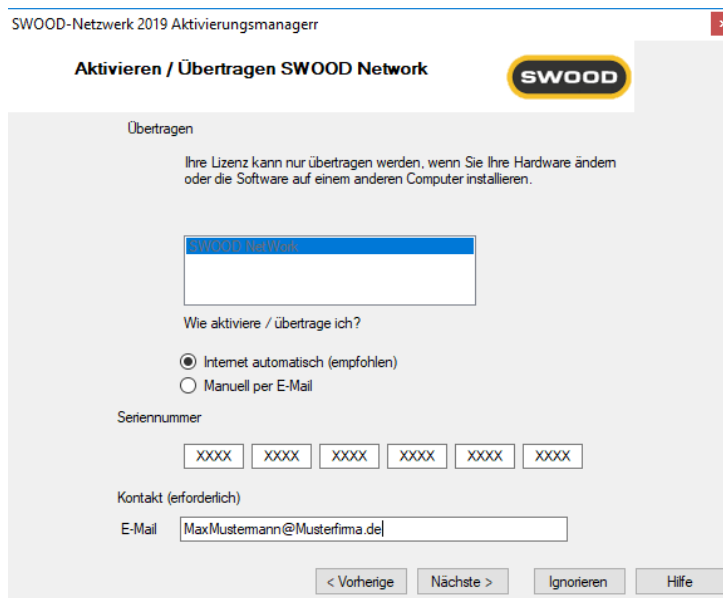 SWOOD-Netzwerk 2019 Aktivierungsmanagerr
Aktivieren / Übertragen SWOOD Network
SWOOD
Übertragen
Ihre Lizenz kann nur übertragen werden, wenn Sie Ihre Hardware ändern
oder die Software auf einem anderen Computer installieren.
SWOOD NetWork
Wie aktiviere / übertrage ich?
Internet automatisch (empfohlen)
Manuell per E-Mail
Seriennummer
XXXX XXXX XXXX XXXX XXXX XXXX
Kontakt (erforderlich)
E-Mail MaxMustermann@Musterfirma.de
< Vorherige Nächste > Ignorieren Hilfe